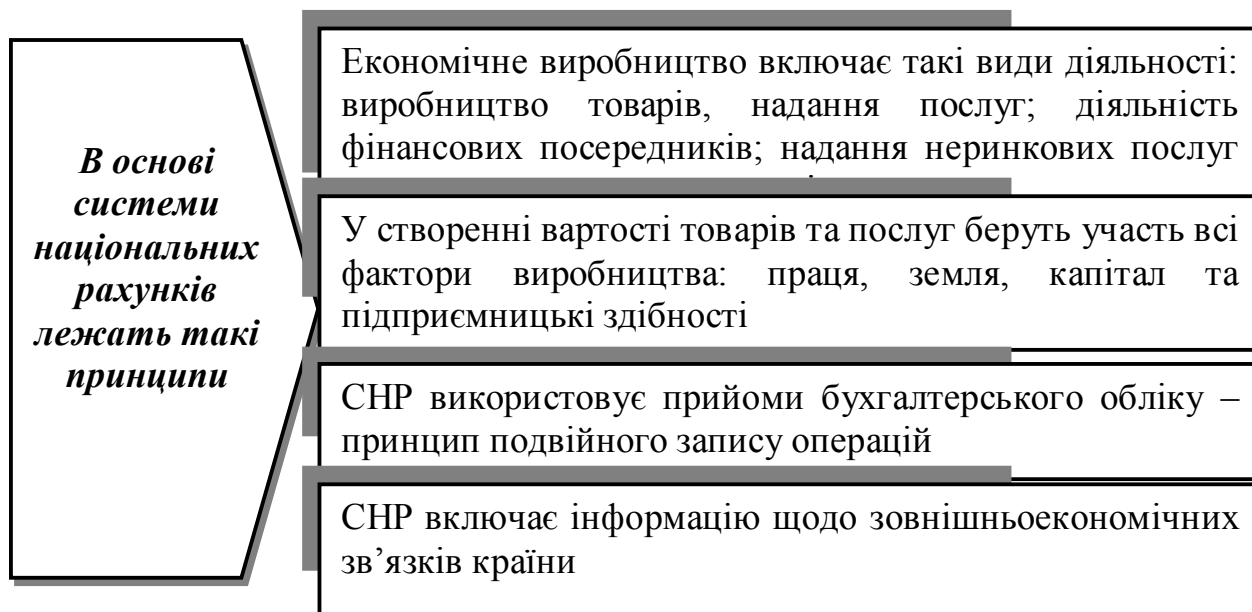 В основі
системи
національних
рахунків
лежать такі
принципи
Економічне виробництво включає такі види діяльності:
виробництво товарів, надання послуг; діяльність
фінансових посередників; надання неринкових послуг
У створенні вартості товарів та послуг беруть участь всі
фактори виробництва: праця, земля, капітал та
підприємницькі здібності
СНР використовує прийоми бухгалтерського обліку –
принцип подвійного запису операцій
СНР включає інформацію щодо зовнішньоекономічних
зв’язків країни